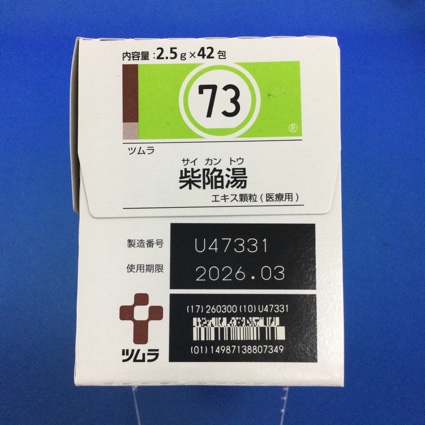 内容量:2.5g×42包
73
®
ツムラ
サイ カン トウ
柴陥湯
エキス顆粒(医療用)
製造番号 U47331
使用期限 2026.03
(17)260300(10)U47331
(01)14987138807349
ツムラ